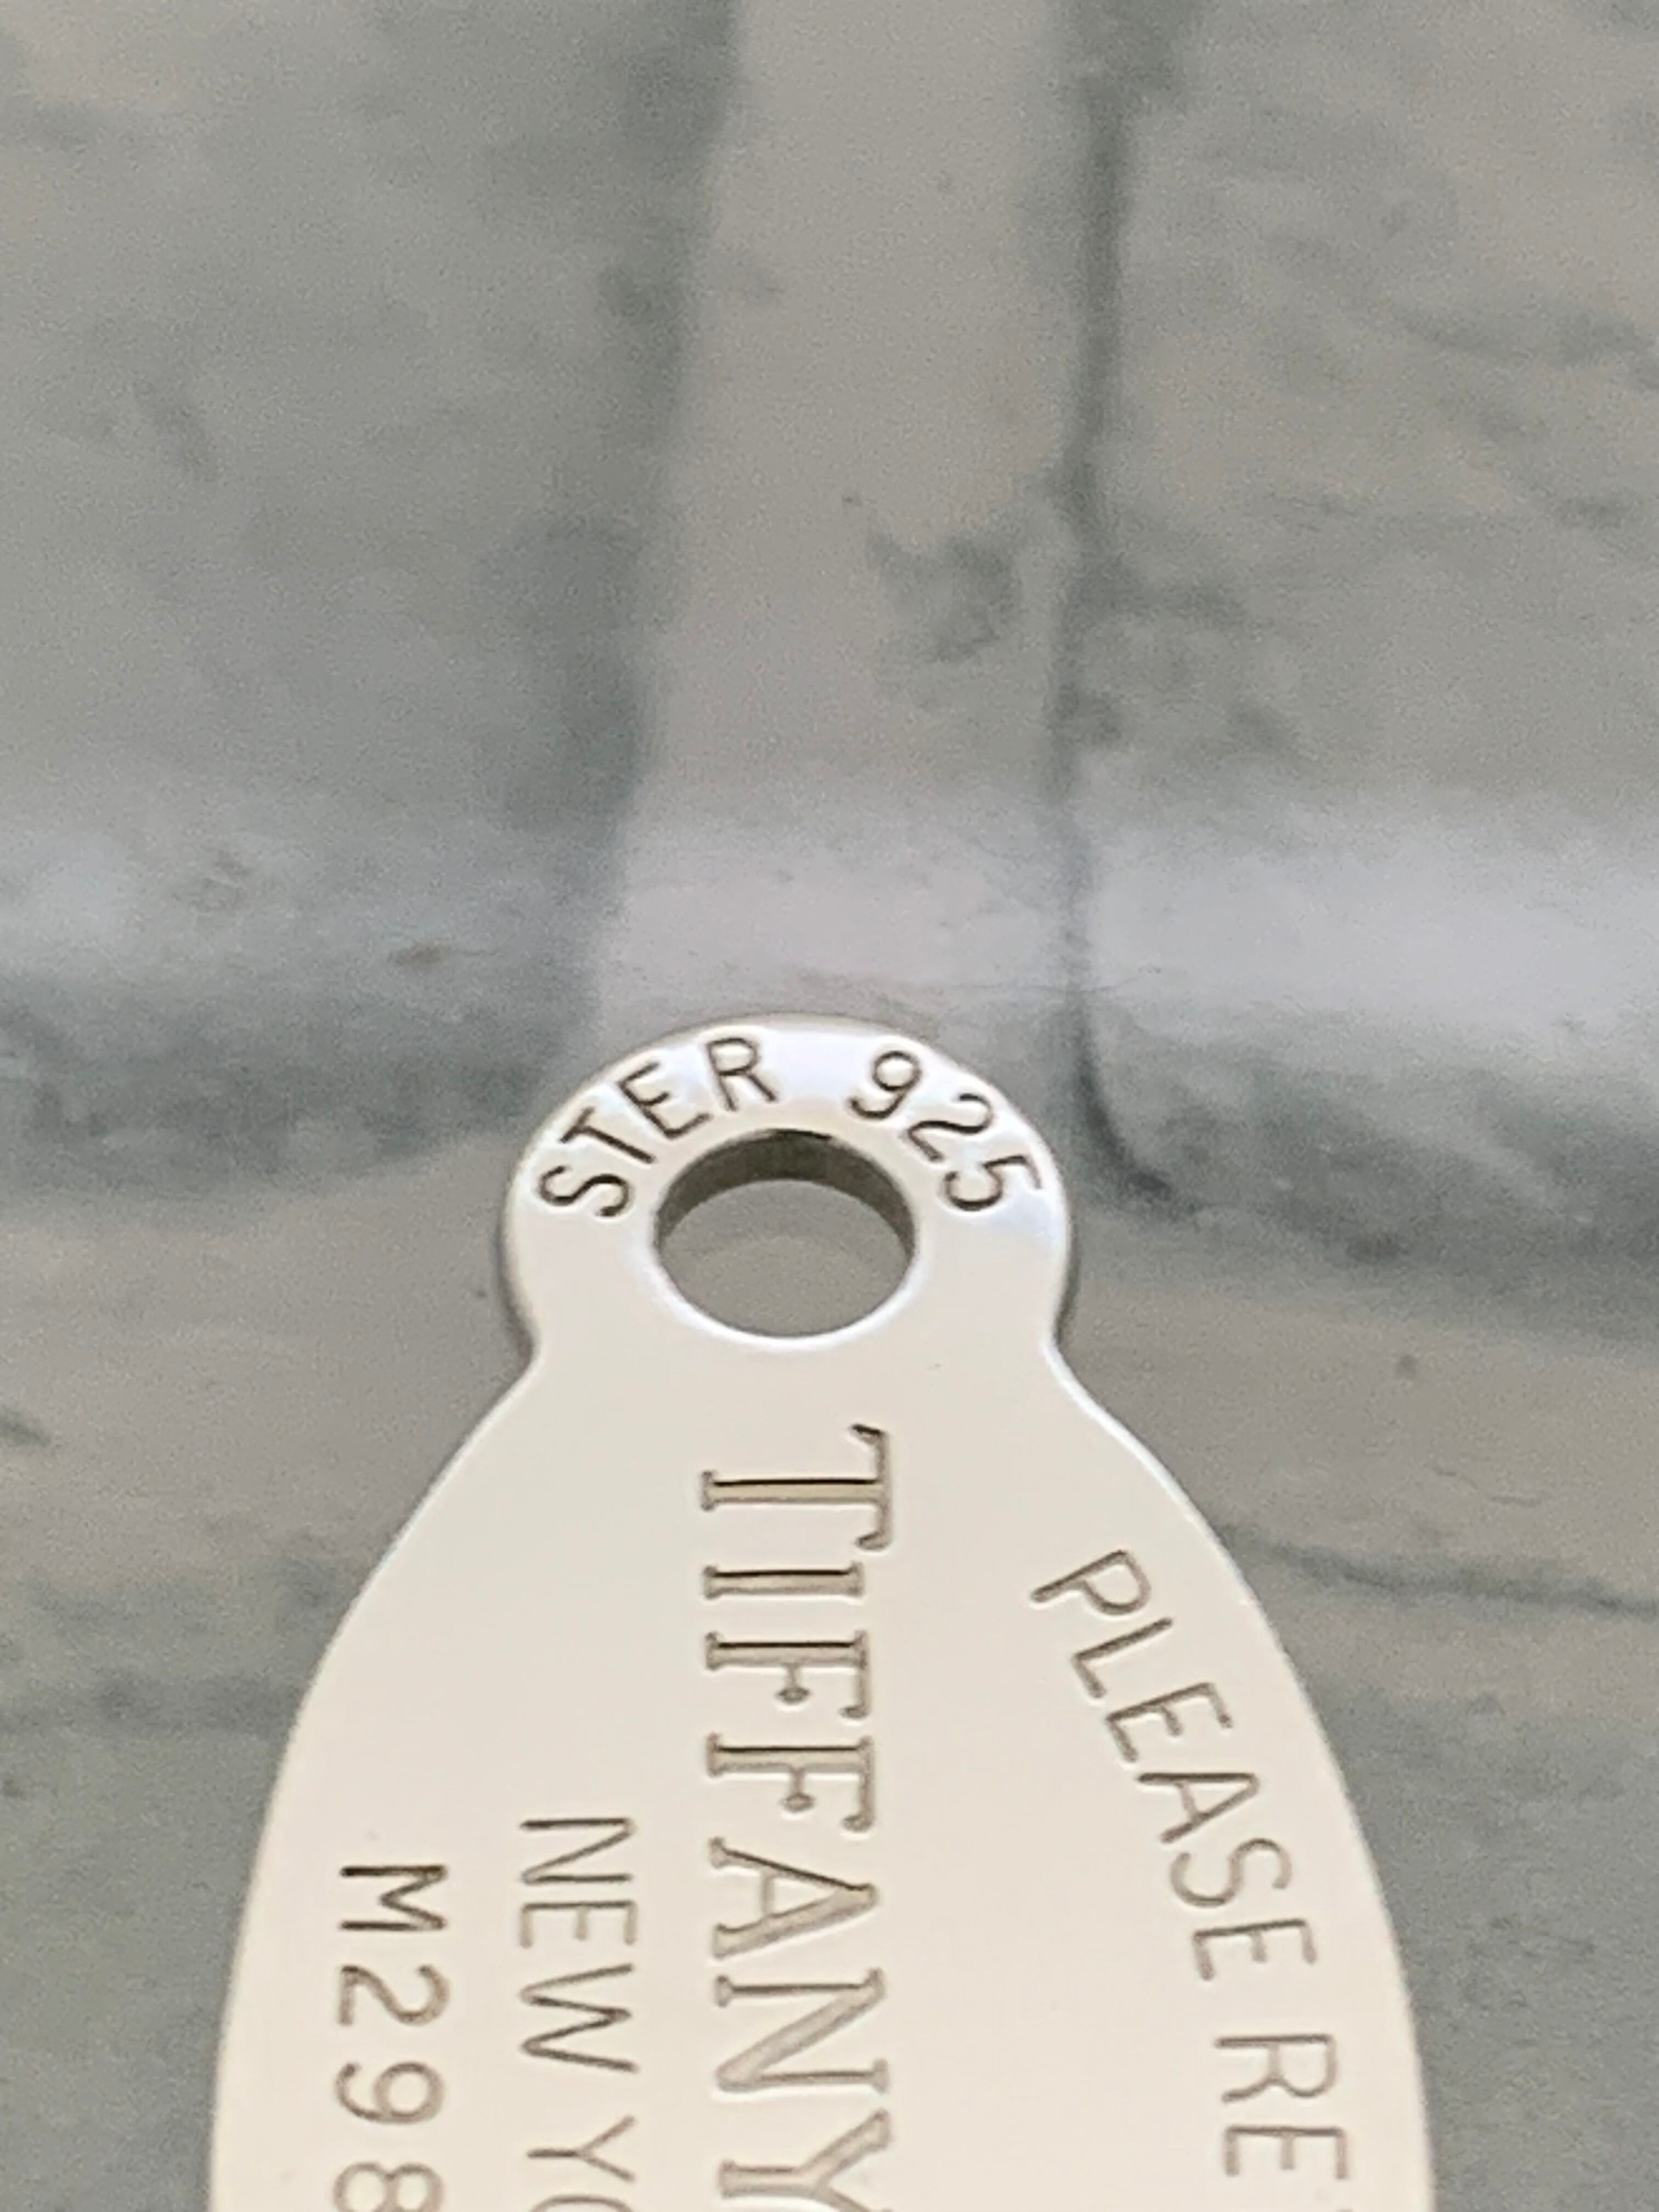 STER 925
PLEASE RE
TIFFANY
NEW YO
M298